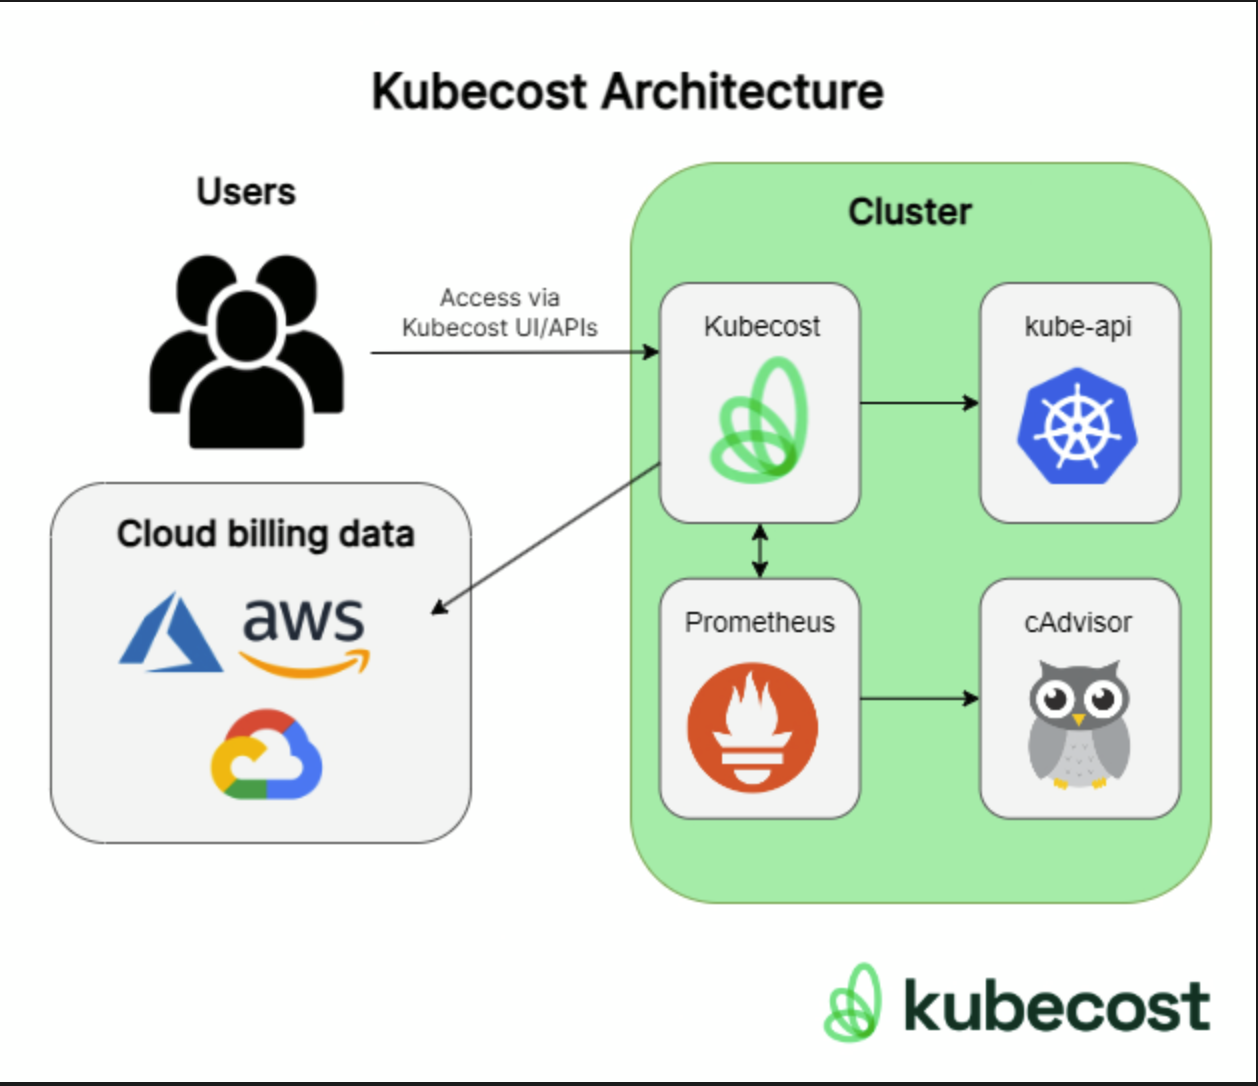 Kubecost Architecture
Users
Access via
Kubecost UI/APIs
Cloud billing data
aws
Cluster
Kubecost
kube-api
Prometheus
cAdvisor
kubecost